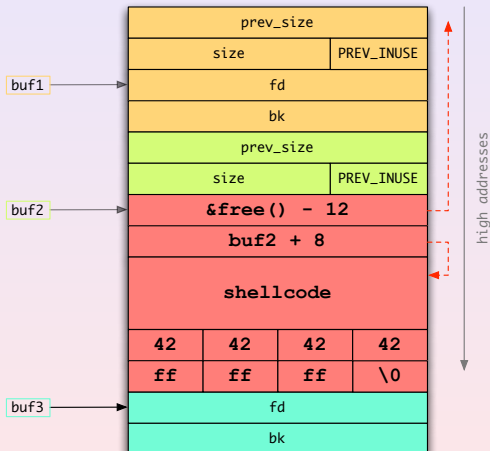 prev_size
size PREV_INUSE
buf1 fd
bk
prev_size
size PREV_INUSE
buf2 &free() - 12
buf2 + 8
shellcode
42 42 42 42
ff ff ff \0
buf3 fd
bk
high addresses